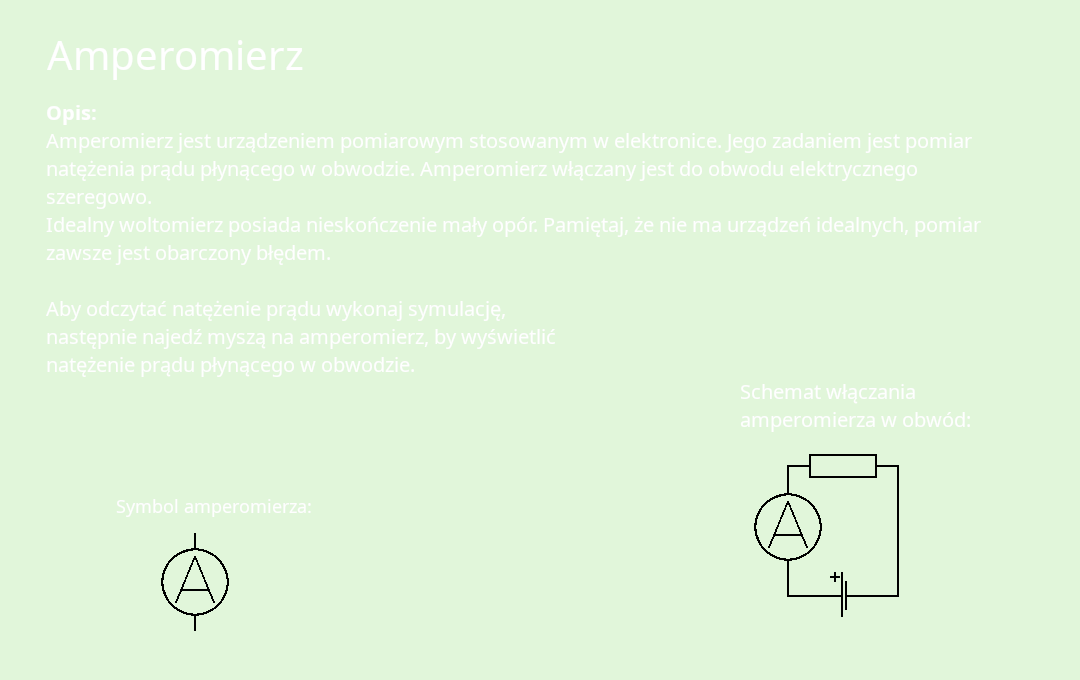 Amperomierz
Opis:
Amperomierz jest urządzeniem pomiarowym stosowanym w elektronice. Jego zadaniem jest pomiar
natężenia prądu płynącego w obwodzie. Amperomierz włączany jest do obwodu elektrycznego
szeregowo.
Idealny woltomierz posiada nieskończenie mały opór. Pamiętaj, że nie ma urządzeń idealnych, pomiar
zawsze jest obarczony błędem.
Aby odczytać natężenie prądu wykonaj symulację,
następnie najedź myszą na amperomierz, by wyświetlić
natężenie prądu płynącego w obwodzie.
Schemat włączania
amperomierza w obwód:
A
+
Symbol amperomierza:
A